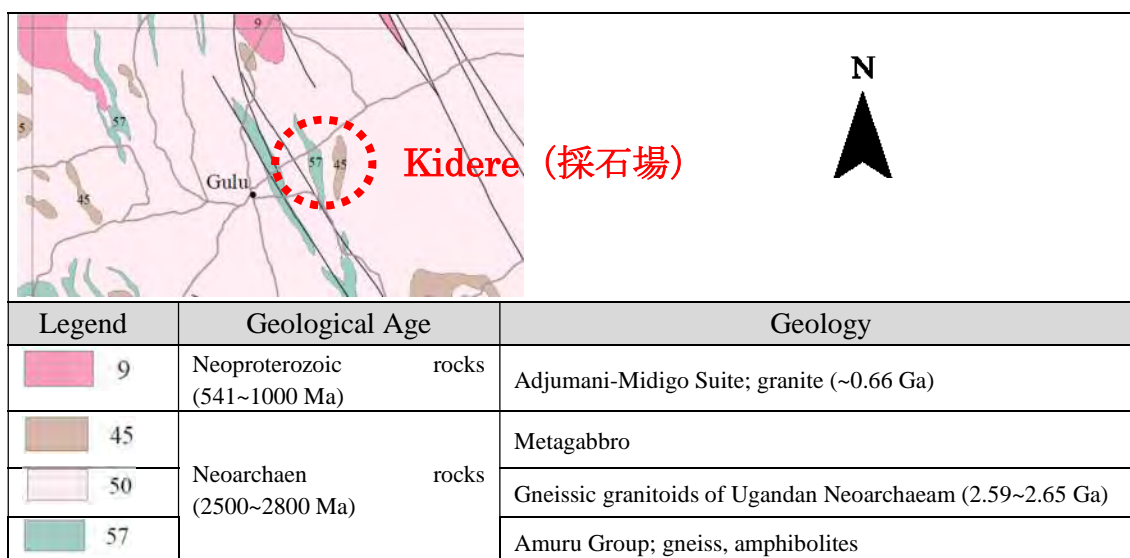 9
N
57
5
57
45
Kidere (採石場)
Gulu
45
Legend Geological Age Geology
9 Neoproterozoic rocks
(541~1000 Ma)
Adjumani-Midigo Suite; granite (~0.66 Ga)
45 Metagabbro
Neoarchaen rocks
(2500~2800 Ma)
50 Gneissic granitoids of Ugandan Neoarchaeam (2.59~2.65 Ga)
57 Amuru Group; gneiss, amphibolites